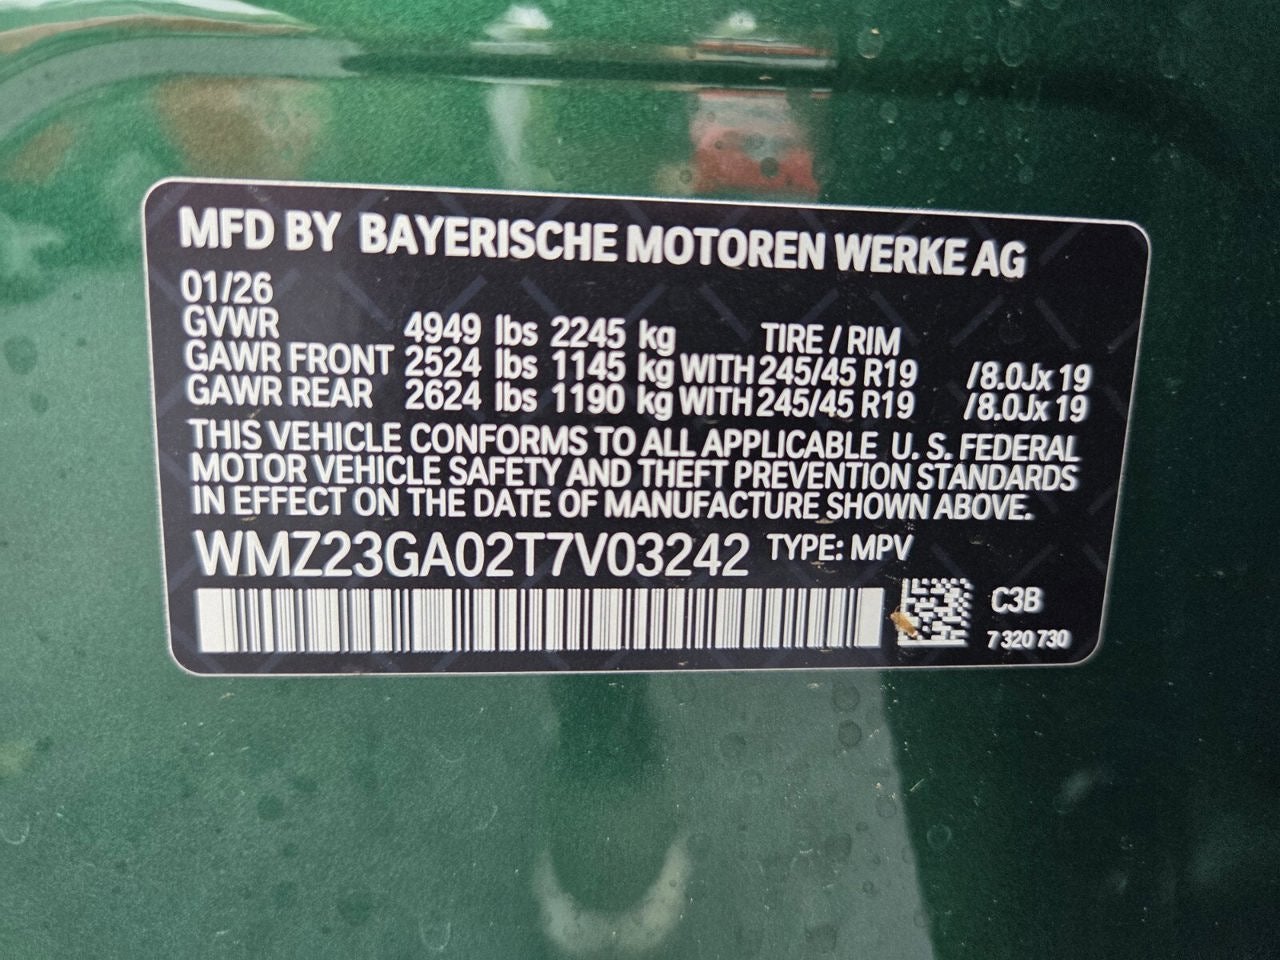 MFD BY BAYERISCHE MOTOREN WERKE AG
01/26
GVWR 4949 lbs 2245 kg TIRE / RIM
GAWR FRONT 2524 lbs 1145 kg WITH 245/45 R19 /8.0Jx 19
GAWR REAR 2624 lbs 1190 kg WITH 245/45 R19 /8.0Jx 19
THIS VEHICLE CONFORMS TO ALL APPLICABLE U. S. FEDERAL
MOTOR VEHICLE SAFETY AND THEFT PREVENTION STANDARDS
IN EFFECT ON THE DATE OF MANUFACTURE SHOWN ABOVE.
WMZ23GA02T7V03242 TYPE: MPV
C3B
7 320 730